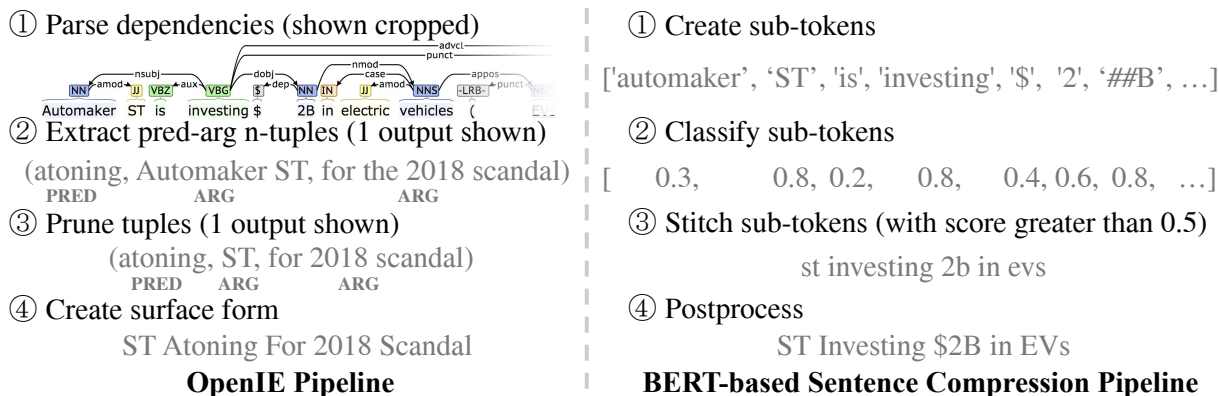 ① Parse dependencies (shown cropped)
advcl
punct
nmod
nsubj dobj case appos
amod aux dep amod punct
NN JJ VBZ VBG $ NN IN JJ NNS -LRB- NNS
Automaker ST is investing $ 2B in electric vehicles ( EVs
② Extract pred-arg n-tuples (1 output shown)
(atoning, Automaker ST, for the 2018 scandal)
PRED ARG ARG
③ Prune tuples (1 output shown)
(atoning, ST, for 2018 scandal)
PRED ARG ARG
④ Create surface form
ST Atoning For 2018 Scandal
OpenIE Pipeline
① Create sub-tokens
['automaker’, ‘ST’, 'is', 'investing', '$', '2', ‘##B’, …]
② Classify sub-tokens
[ 0.3, 0.8, 0.2, 0.8, 0.4, 0.6, 0.8, …]
③ Stitch sub-tokens (with score greater than 0.5)
st investing 2b in evs
④ Postprocess
ST Investing $2B in EVs
BERT-based Sentence Compression Pipeline